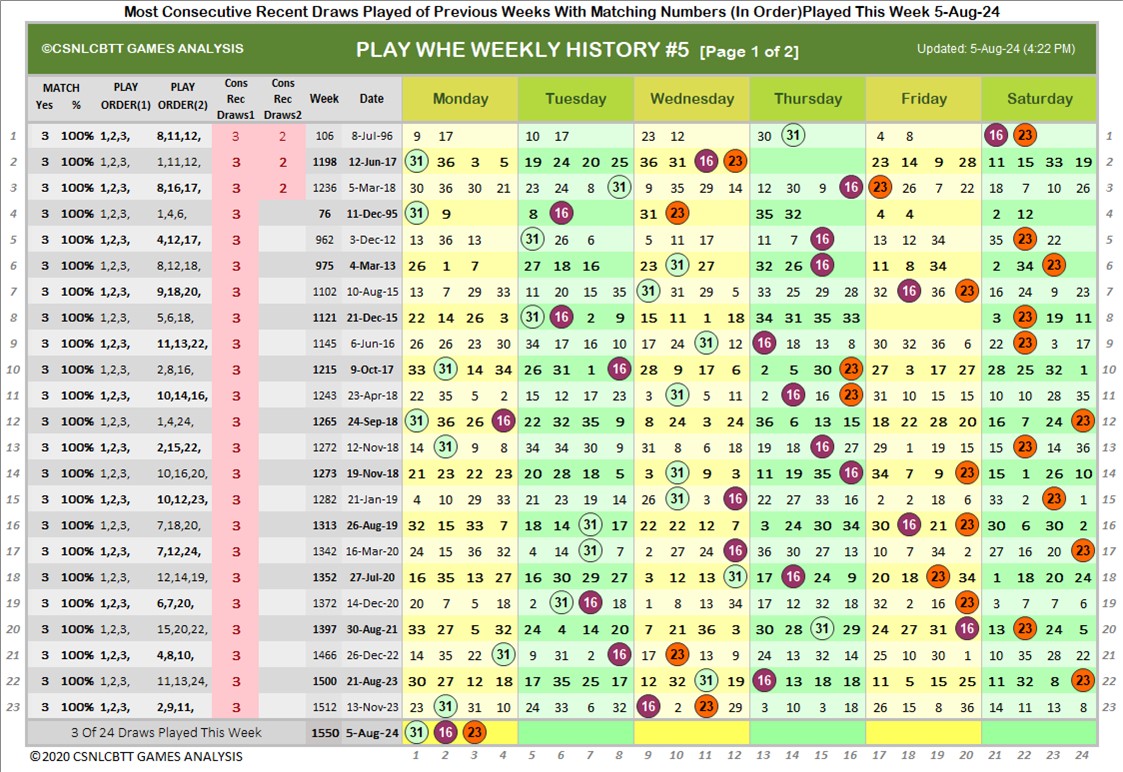 Most Consecutive Recent Draws Played of Previous Weeks With Matching Numbers (In Order)Played This Week 5-Aug-24
©CSNLCBTT GAMES ANALYSIS PLAY WHE WEEKLY HISTORY #5 [Page 1 of 2] Updated: 5-Aug-24 (4:22 PM)
MATCH Yes % PLAY ORDER(1) PLAY ORDER(2) Cons Rec Draws1 Cons Rec Draws2 Week Date Monday Tuesday Wednesday Thursday Friday Saturday
1 3 100% 1,2,3, 8,11,12, 3 2 106 8-Jul-96 9 17 10 17 23 12 30 31 4 8 16 23 1
2 3 100% 1,2,3, 1,11,12, 3 2 1198 12-Jun-17 31 36 3 5 19 24 20 25 36 31 16 23 23 14 9 28 11 15 33 19 2
3 3 100% 1,2,3, 8,16,17, 3 2 1236 5-Mar-18 30 36 30 21 23 24 8 31 9 35 29 14 12 30 9 16 23 26 7 22 18 7 10 26 3
4 3 100% 1,2,3, 1,4,6, 3 76 11-Dec-95 31 9 8 16 31 23 35 32 4 4 2 12 4
5 3 100% 1,2,3, 4,12,17, 3 962 3-Dec-12 13 36 13 31 26 6 5 11 17 11 7 16 13 12 34 35 23 22 5
6 3 100% 1,2,3, 8,12,18, 3 975 4-Mar-13 26 1 7 27 18 16 23 31 27 32 26 16 11 8 34 2 34 23 6
7 3 100% 1,2,3, 9,18,20, 3 1102 10-Aug-15 13 7 29 33 11 20 15 35 31 31 29 5 33 25 29 28 32 16 36 23 16 24 9 23 7
8 3 100% 1,2,3, 5,6,18, 3 1121 21-Dec-15 22 14 26 3 31 16 2 9 15 11 1 18 34 31 35 33 3 23 19 11 8
9 3 100% 1,2,3, 11,13,22, 3 1145 6-Jun-16 26 26 23 30 34 17 16 10 17 24 31 12 16 18 13 8 30 32 36 6 22 23 3 17 9
10 3 100% 1,2,3, 2,8,16, 3 1215 9-Oct-17 33 31 14 34 26 31 1 16 28 9 17 6 2 5 30 23 27 3 17 27 28 25 32 1 10
11 3 100% 1,2,3, 10,14,16, 3 1243 23-Apr-18 22 35 5 2 15 12 17 23 3 31 5 11 2 16 16 23 31 10 15 15 10 10 28 35 11
12 3 100% 1,2,3, 1,4,24, 3 1265 24-Sep-18 31 36 26 16 22 32 35 9 8 24 3 24 36 6 13 15 18 22 28 20 16 7 24 23 12
13 3 100% 1,2,3, 2,15,22, 3 1272 12-Nov-18 14 31 9 8 34 34 30 9 31 8 6 18 19 18 16 27 1 29 19 15 15 23 14 36 13
14 3 100% 1,2,3, 10,16,20, 3 1273 19-Nov-18 21 23 22 23 20 28 18 5 3 31 9 3 11 19 35 16 34 7 9 23 15 1 26 10 14
15 3 100% 1,2,3, 10,12,23, 3 1282 21-Jan-19 4 10 29 33 21 23 19 14 26 31 3 16 22 27 33 16 2 2 18 6 33 2 23 1 15
16 3 100% 1,2,3, 7,18,20, 3 1313 26-Aug-19 32 15 33 7 18 14 31 17 22 22 12 7 3 24 30 34 30 16 21 23 30 6 30 2 16
17 3 100% 1,2,3, 7,12,24, 3 1342 16-Mar-20 24 15 36 32 4 14 31 7 2 27 24 16 36 30 27 13 10 7 34 2 27 16 20 23 17
18 3 100% 1,2,3, 12,14,19, 3 1352 27-Jul-20 16 35 13 27 16 30 29 27 3 12 13 31 17 16 24 9 20 18 23 34 1 18 20 24 18
19 3 100% 1,2,3, 6,7,20, 3 1372 14-Dec-20 20 7 5 18 2 31 16 18 1 8 13 34 17 12 32 18 32 2 16 23 3 7 7 6 19
20 3 100% 1,2,3, 15,20,22, 3 1397 30-Aug-21 33 27 5 32 24 4 14 20 7 21 36 3 30 28 31 29 24 27 31 16 13 23 24 5 20
21 3 100% 1,2,3, 4,8,10, 3 1466 26-Dec-22 14 35 22 31 9 31 2 16 17 23 13 9 24 13 32 14 25 10 30 1 10 35 28 22 21
22 3 100% 1,2,3, 11,13,24, 3 1500 21-Aug-23 30 27 12 18 17 35 25 17 12 32 31 19 16 13 18 18 11 5 15 25 11 32 8 23 22
23 3 100% 1,2,3, 2,9,11, 3 1512 13-Nov-23 23 31 31 10 24 33 6 32 16 2 23 29 3 10 3 18 26 15 8 36 14 11 13 8 23
3 Of 24 Draws Played This Week 1550 5-Aug-24 31 16 23
©2020 CSNLCBTT GAMES ANALYSIS 1 2 3 4 5 6 7 8 9 10 11 12 13 14 15 16 17 18 19 20 21 22 23 24